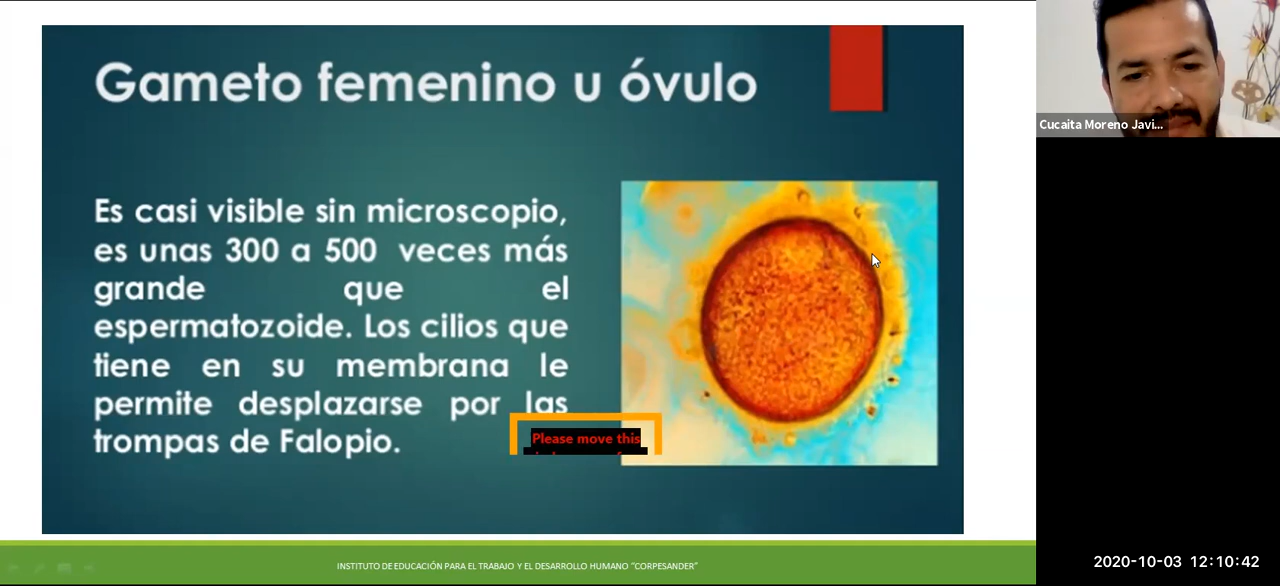 Gameto femenino u óvulo
Es casi visible sin microscopio,
es unas 300 a 500 veces más
grande que el
espermatozoide. Los cilios que
tiene en su membrana le
permite desplazarse por las
trompas de Falopio.
Please move this
Cucaita Moreno Javi...
INSTITUTO DE EDUCACIÓN PARA EL TRABAJO Y EL DESARROLLO HUMANO "CORPESANDER"
2020-10-03 12:10:42